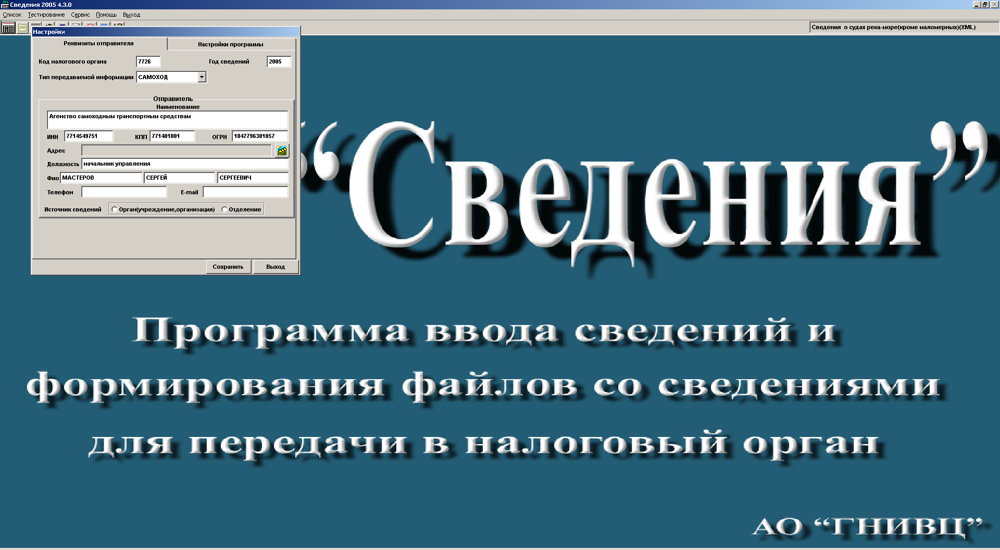 Сведения 2005 4.3.0
Список Тестирование Сервис Помощь Выход
Сведения о судах река-море(кроме маломерных)(XML)
Настройки
Реквизиты отправителя Настройки программы
Код налогового органа 7726 Год сведений 2005
Тип передаваемой информации САМОХОД
Отправитель
Наименование
Агенство самоходным транспортным средствам
ИНН 7714549751 КПП 771401001 ОГРН 1047796301057
Адрес
Должность начальник управления
Фио МАСТЕРОВ СЕРГЕЙ СЕРГЕЕВИЧ
Телефон E-mail
Источник сведений Орган(учреждение,организация) Отделение
Сохранить Выход
“Сведения”
Программа ввода сведений и
формирования файлов со сведениями
для передачи в налоговый орган
АО “ГНИВЦ”